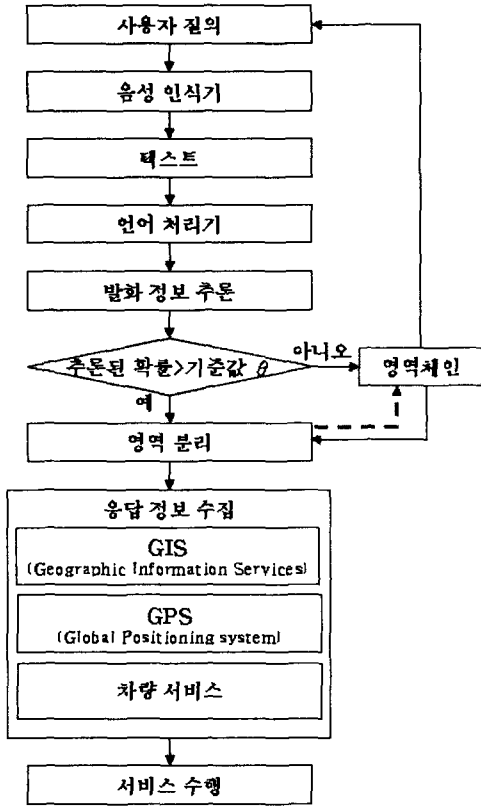 사용자 질의
음성 인식기
텍스트
언어 처리기
발화 정보 추론
추론된 확률>기준값 θ
아니오
영역체인
예
영역 분리
응답 정보 수집
GIS
(Geographic Information Services)
GPS
(Global Positioning system)
차량 서비스
서비스 수행